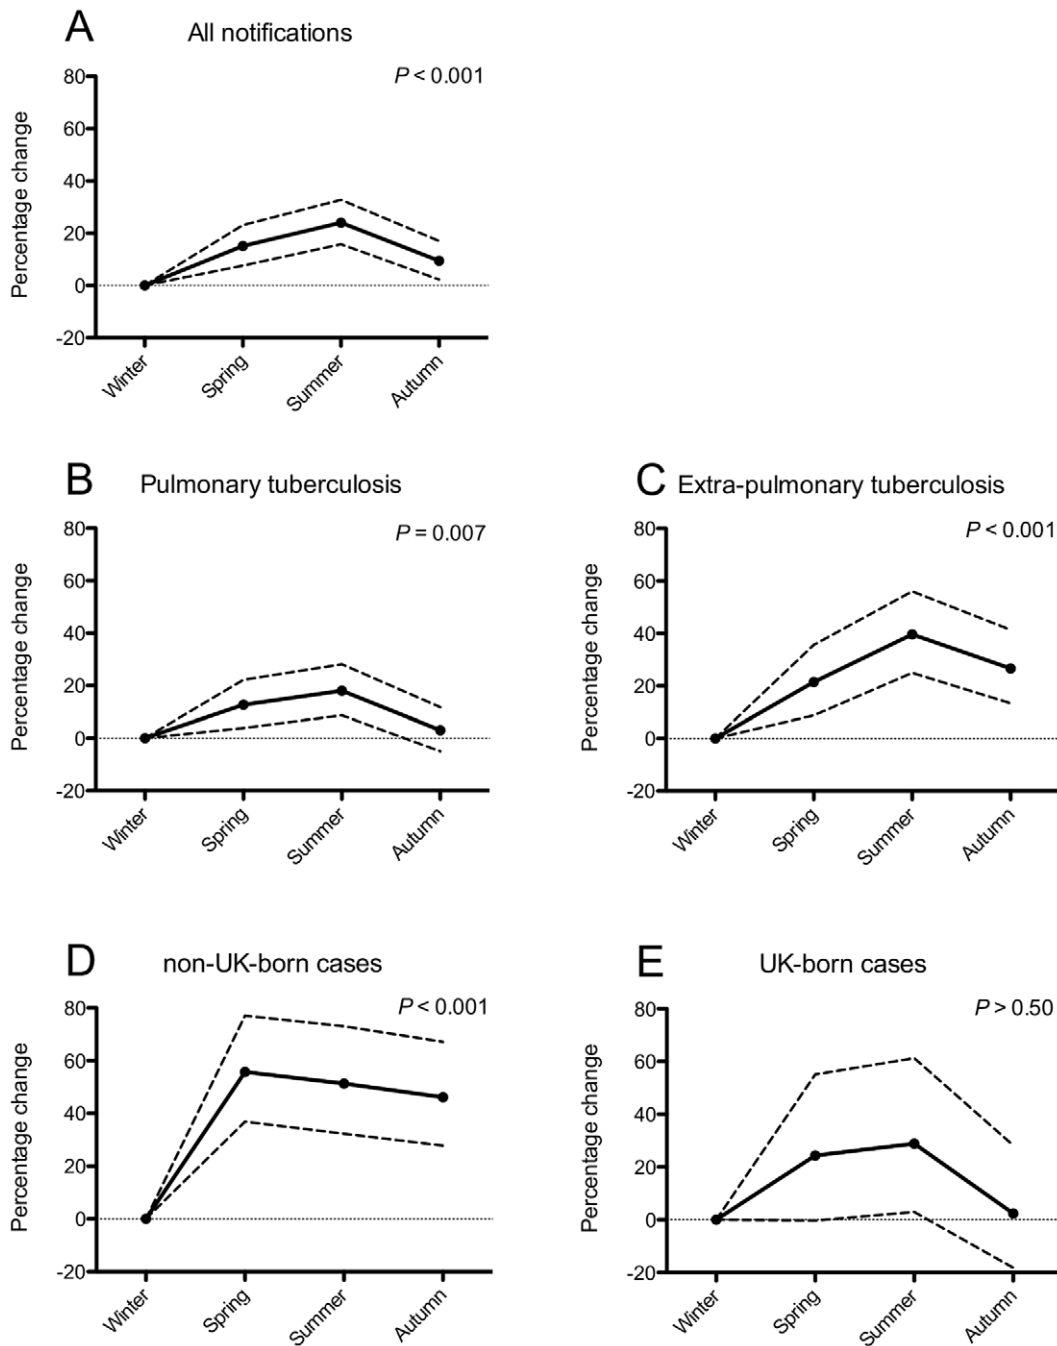 A
All notifications
P < 0.001
80
60
40
20
0
-20
Percentage change
Winter
Spring
Summer
Autumn
B
Pulmonary tuberculosis
P = 0.007
80
60
40
20
0
-20
Percentage change
Winter
Spring
Summer
Autumn
C
Extra-pulmonary tuberculosis
P < 0.001
80
60
40
20
0
-20
Percentage change
Winter
Spring
Summer
Autumn
D
non-UK-born cases
P < 0.001
80
60
40
20
0
-20
Percentage change
Winter
Spring
Summer
Autumn
E
UK-born cases
P > 0.50
80
60
40
20
0
-20
Percentage change
Winter
Spring
Summer
Autumn